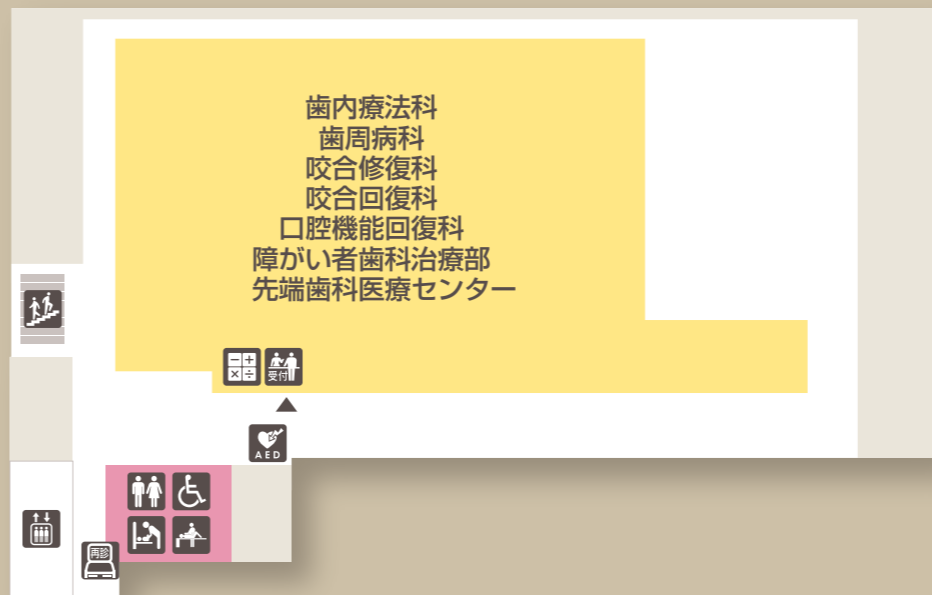 歯内療法科
歯周病科
咬合修復科
咬合回復科
口腔機能回復科
障がい者歯科治療部
先端歯科医療センター
受付
AED
再診